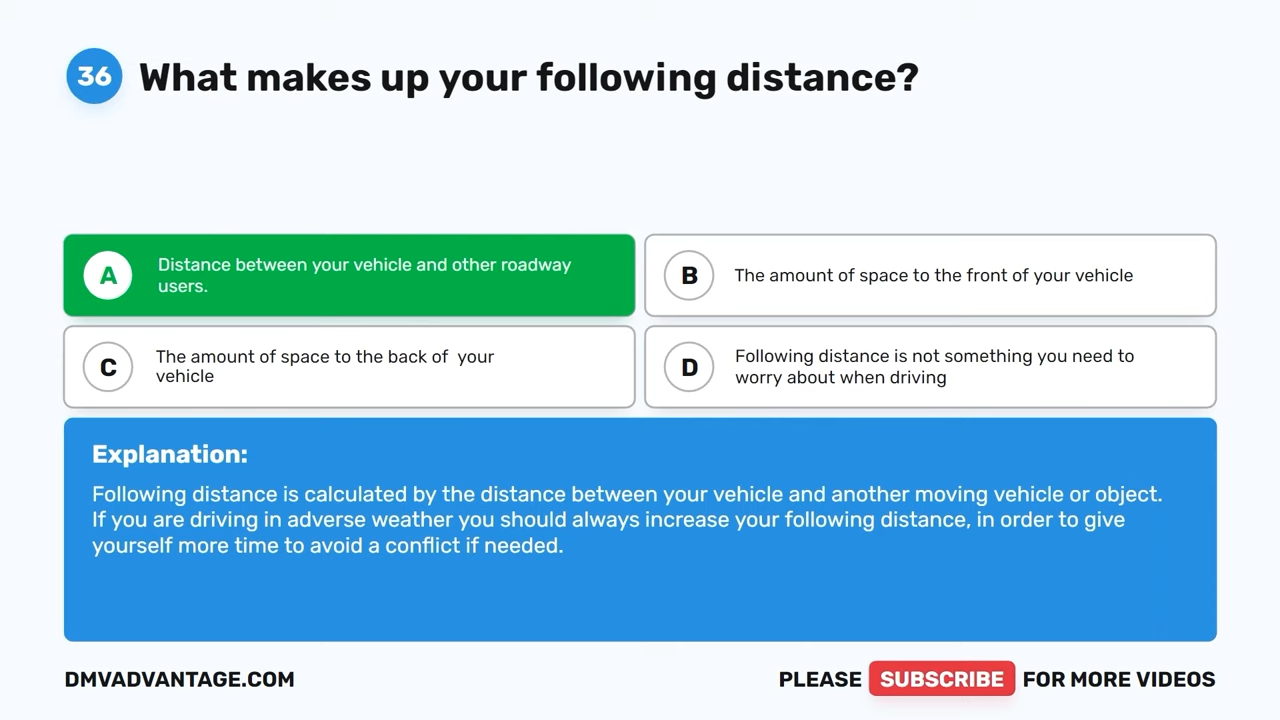 36 What makes up your following distance?
A Distance between your vehicle and other roadway
users.
B The amount of space to the front of your vehicle
C The amount of space to the back of  your
vehicle
D Following distance is not something you need to
worry about when driving
Explanation:
Following distance is calculated by the distance between your vehicle and another moving vehicle or object.
If you are driving in adverse weather you should always increase your following distance, in order to give
yourself more time to avoid a conflict if needed.
DMVADVANTAGE.COM
PLEASE SUBSCRIBE FOR MORE VIDEOS